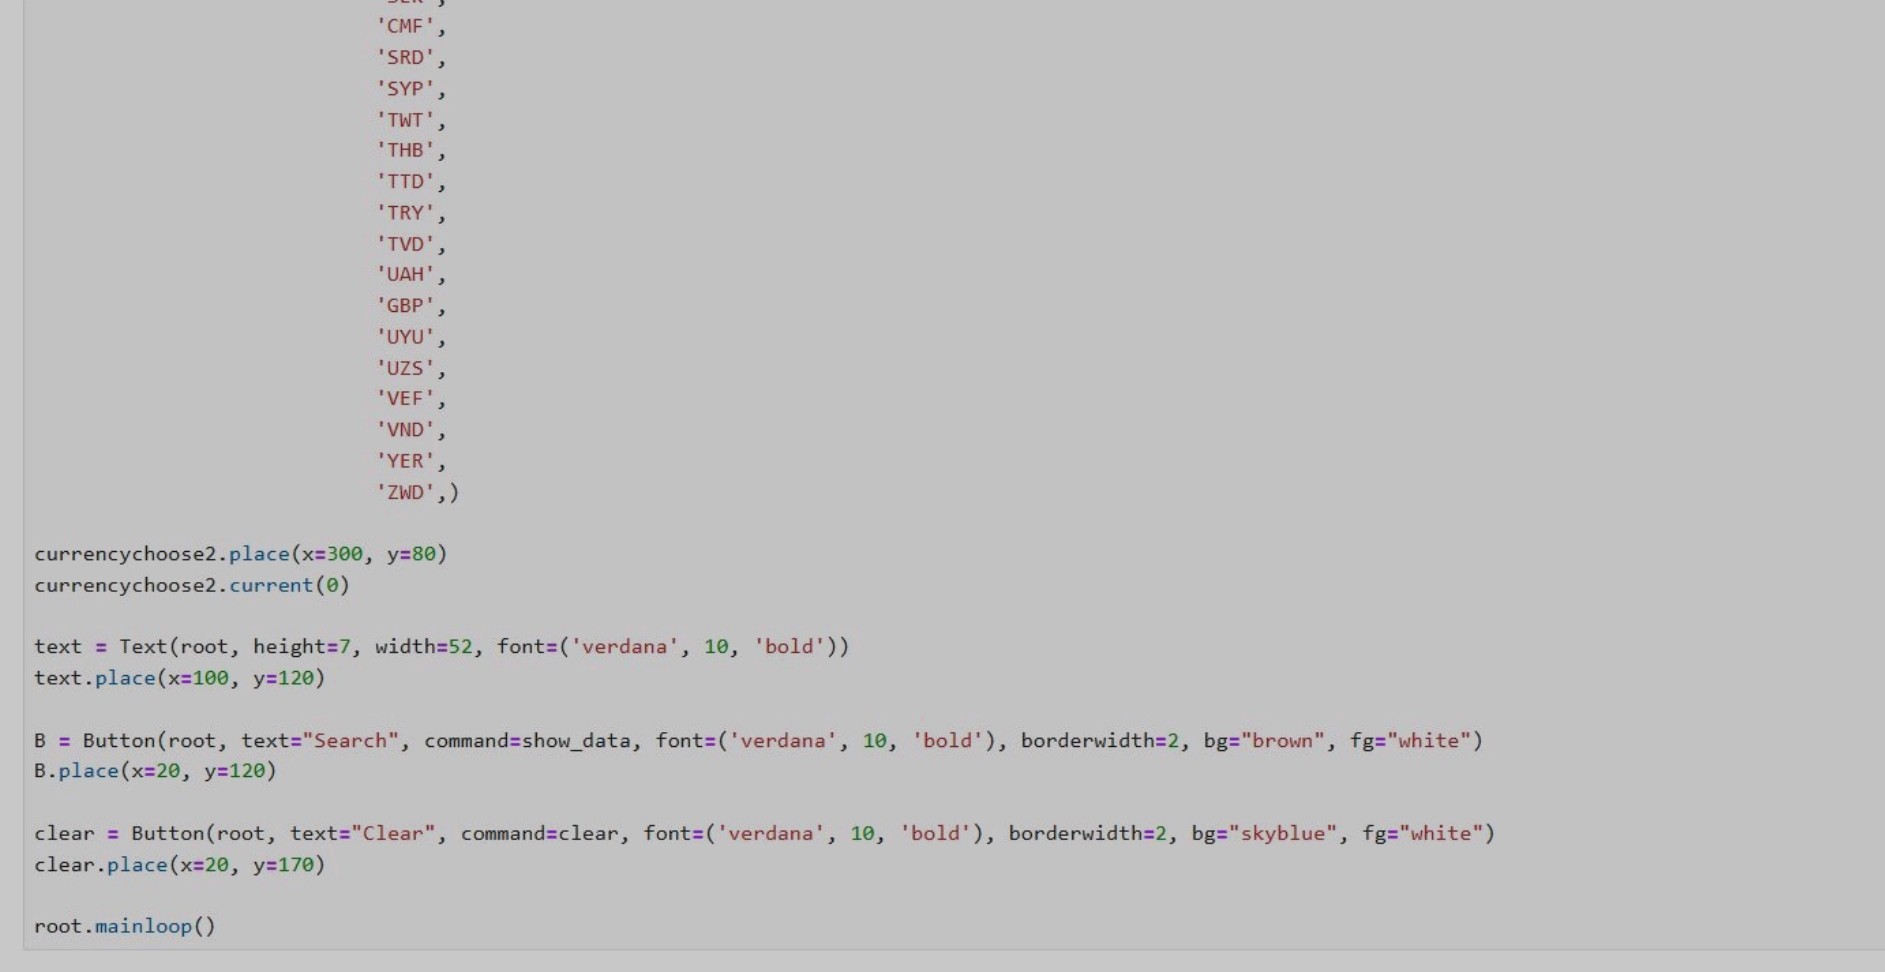 'CMF',
'SRD',
'SYP',
'TWT',
'THB',
'TTD',
'TRY',
'TVD',
'UAH',
'GBP',
'UYU',
'UZS',
'VEF',
'VND',
'YER',
'ZWD',)
currencychoose2.place(x=300, y=80)
currencychoose2.current(0)
text = Text(root, height=7, width=52, font=('verdana', 10, 'bold'))
text.place(x=100, y=120)
B = Button(root, text="Search", command=show_data, font=('verdana', 10, 'bold'), borderwidth=2, bg="brown", fg="white")
B.place(x=20, y=120)
clear = Button(root, text="Clear", command=clear, font=('verdana', 10, 'bold'), borderwidth=2, bg="skyblue", fg="white")
clear.place(x=20, y=170)
root.mainloop()